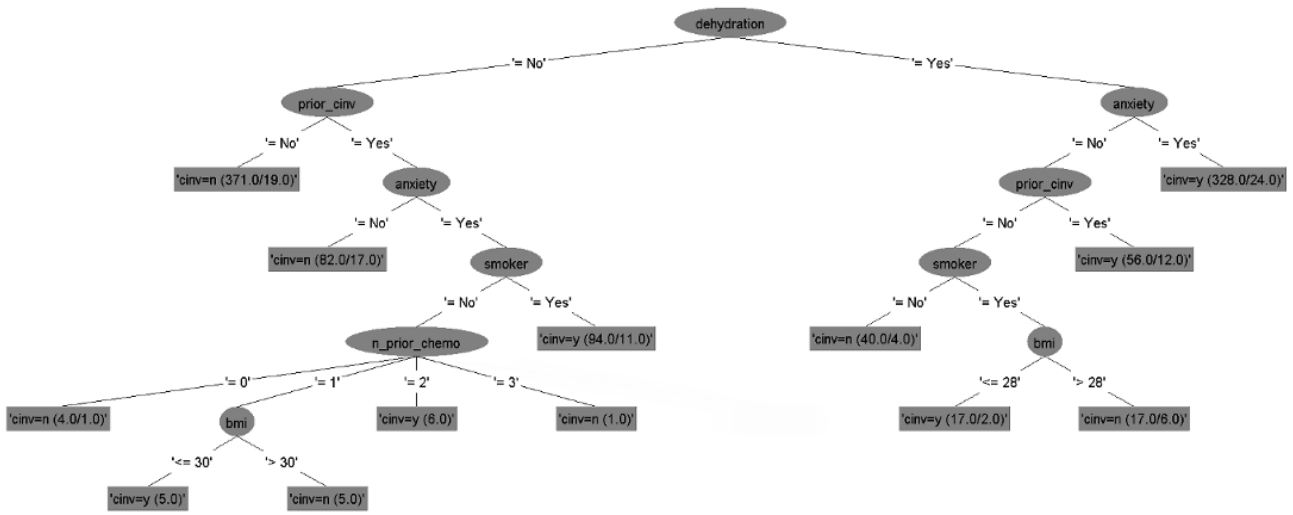 dehydration
'= No' '= Yes'
prior_cinv anxiety
'= No' '= Yes' '= No' '= Yes'
'cinv=n (371.0/19.0)' anxiety prior_cinv 'cinv=y (328.0/24.0)'
'= No' '= Yes' '= No' '= Yes'
'cinv=n (82.0/17.0)' smoker smoker 'cinv=y (56.0/12.0)'
'= No' '= Yes' '= No' '= Yes'
n_prior_chemo 'cinv=y (94.0/11.0)' 'cinv=n (40.0/4.0)' bmi
'= 0' '= 1' '= 2' '= 3' '<= 28' '> 28'
'cinv=n (4.0/1.0)' bmi 'cinv=y (6.0)' 'cinv=n (1.0)' 'cinv=y (17.0/2.0)' 'cinv=n (17.0/6.0)'
'<= 30' '> 30'
'cinv=y (5.0)' 'cinv=n (5.0)'